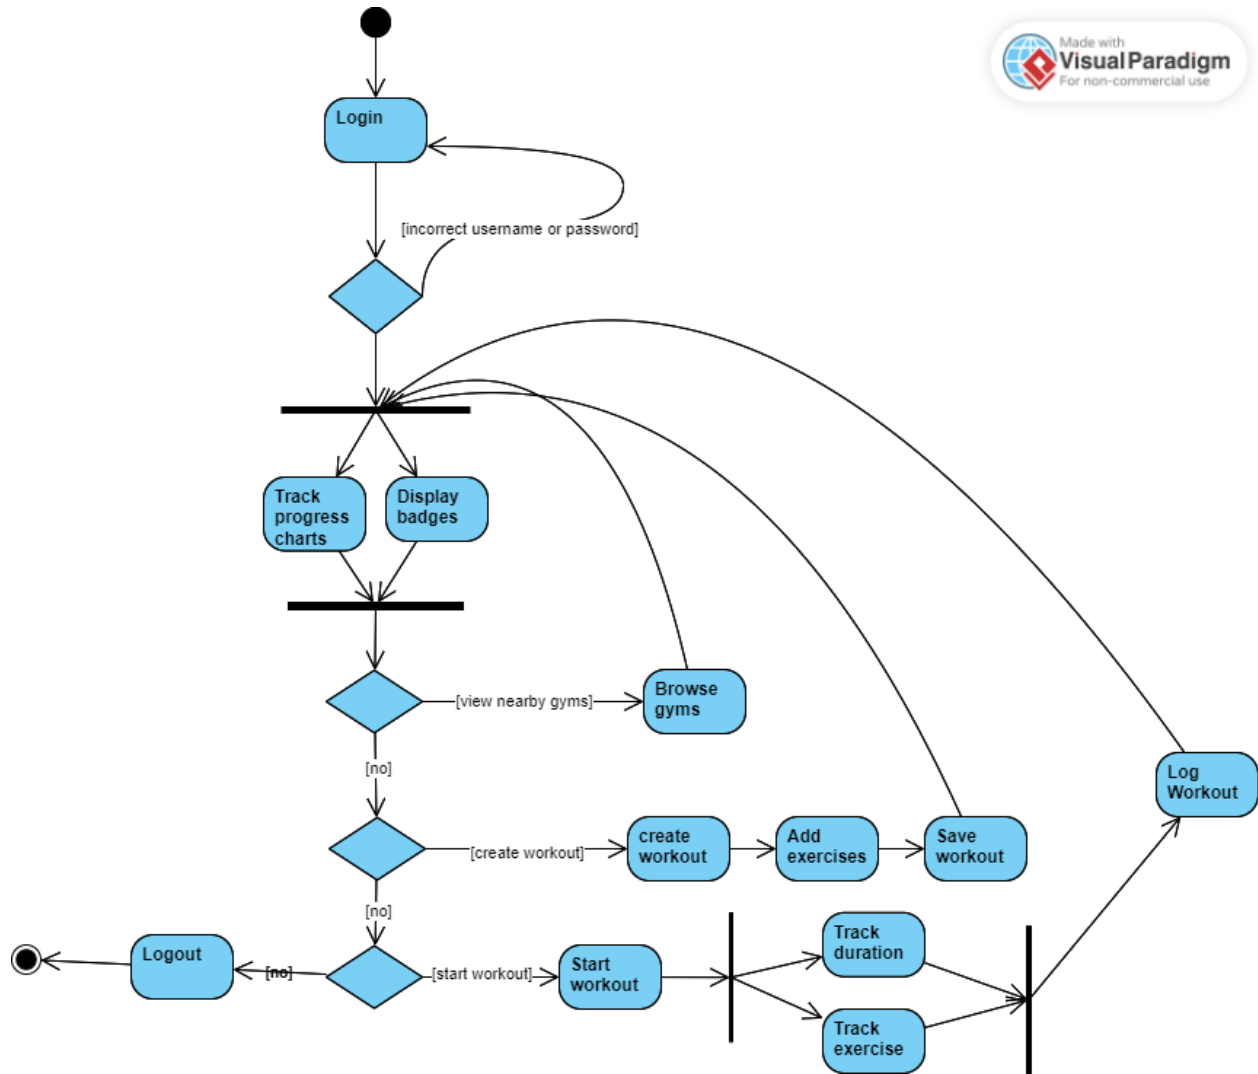 Made with
Visual Paradigm
For non-commercial use
Login
[incorrect username or password]
Track
progress
charts
Display
badges
[view nearby gyms]
Browse
gyms
[no]
Log
Workout
[create workout]
create
workout
Add
exercises
Save
workout
[no]
Logout
[no]
[start workout]
Start
workout
Track
duration
Track
exercise